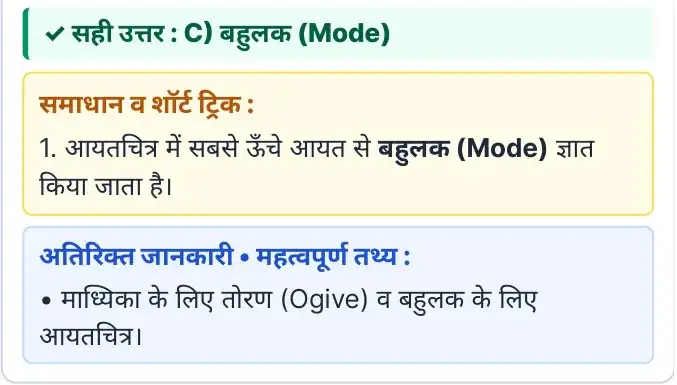 ✓ सही उत्तर : C) बहुलक (Mode)
समाधान व शॉर्ट ट्रिक :
1. आयतचित्र में सबसे ऊँचे आयत से बहुलक (Mode) ज्ञात
किया जाता है।
अतिरिक्त जानकारी • महत्वपूर्ण तथ्य :
• माध्यिका के लिए तोरण (Ogive) व बहुलक के लिए
आयतचित्र।